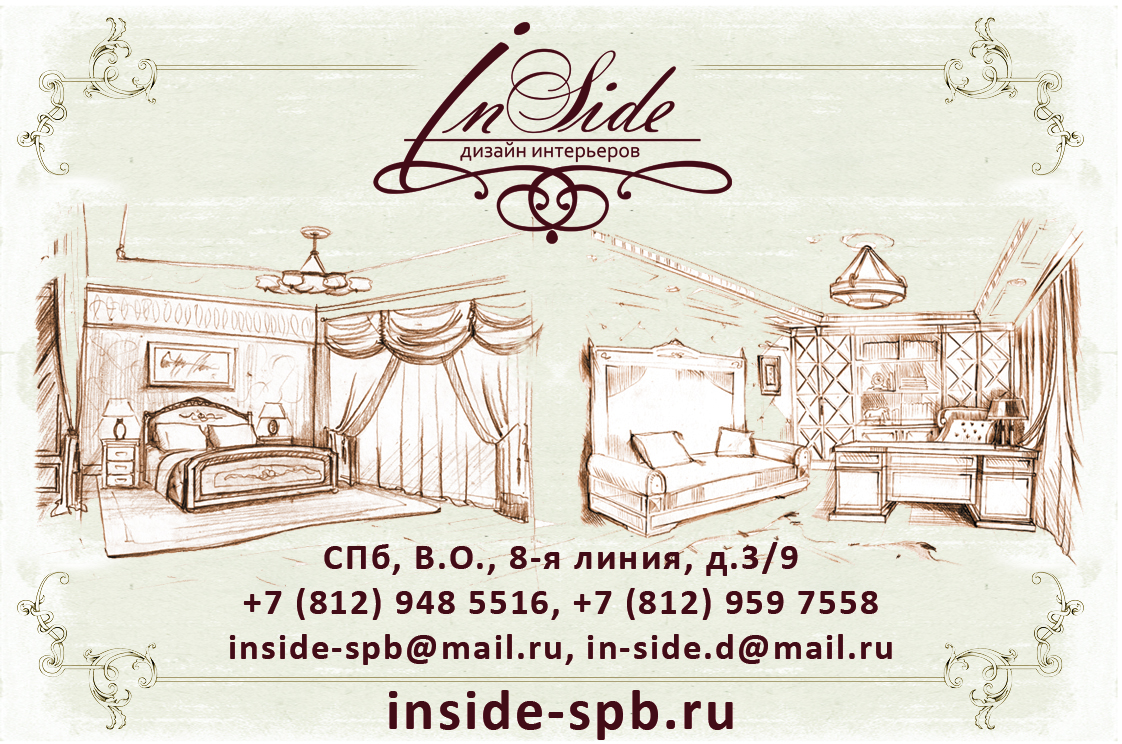 inSide
дизайн интерьеров
СПб, В.О., 8-я линия, д.3/9
+7 (812) 948 5516, +7 (812) 959 7558
inside-spb@mail.ru, in-side.d@mail.ru
inside-spb.ru